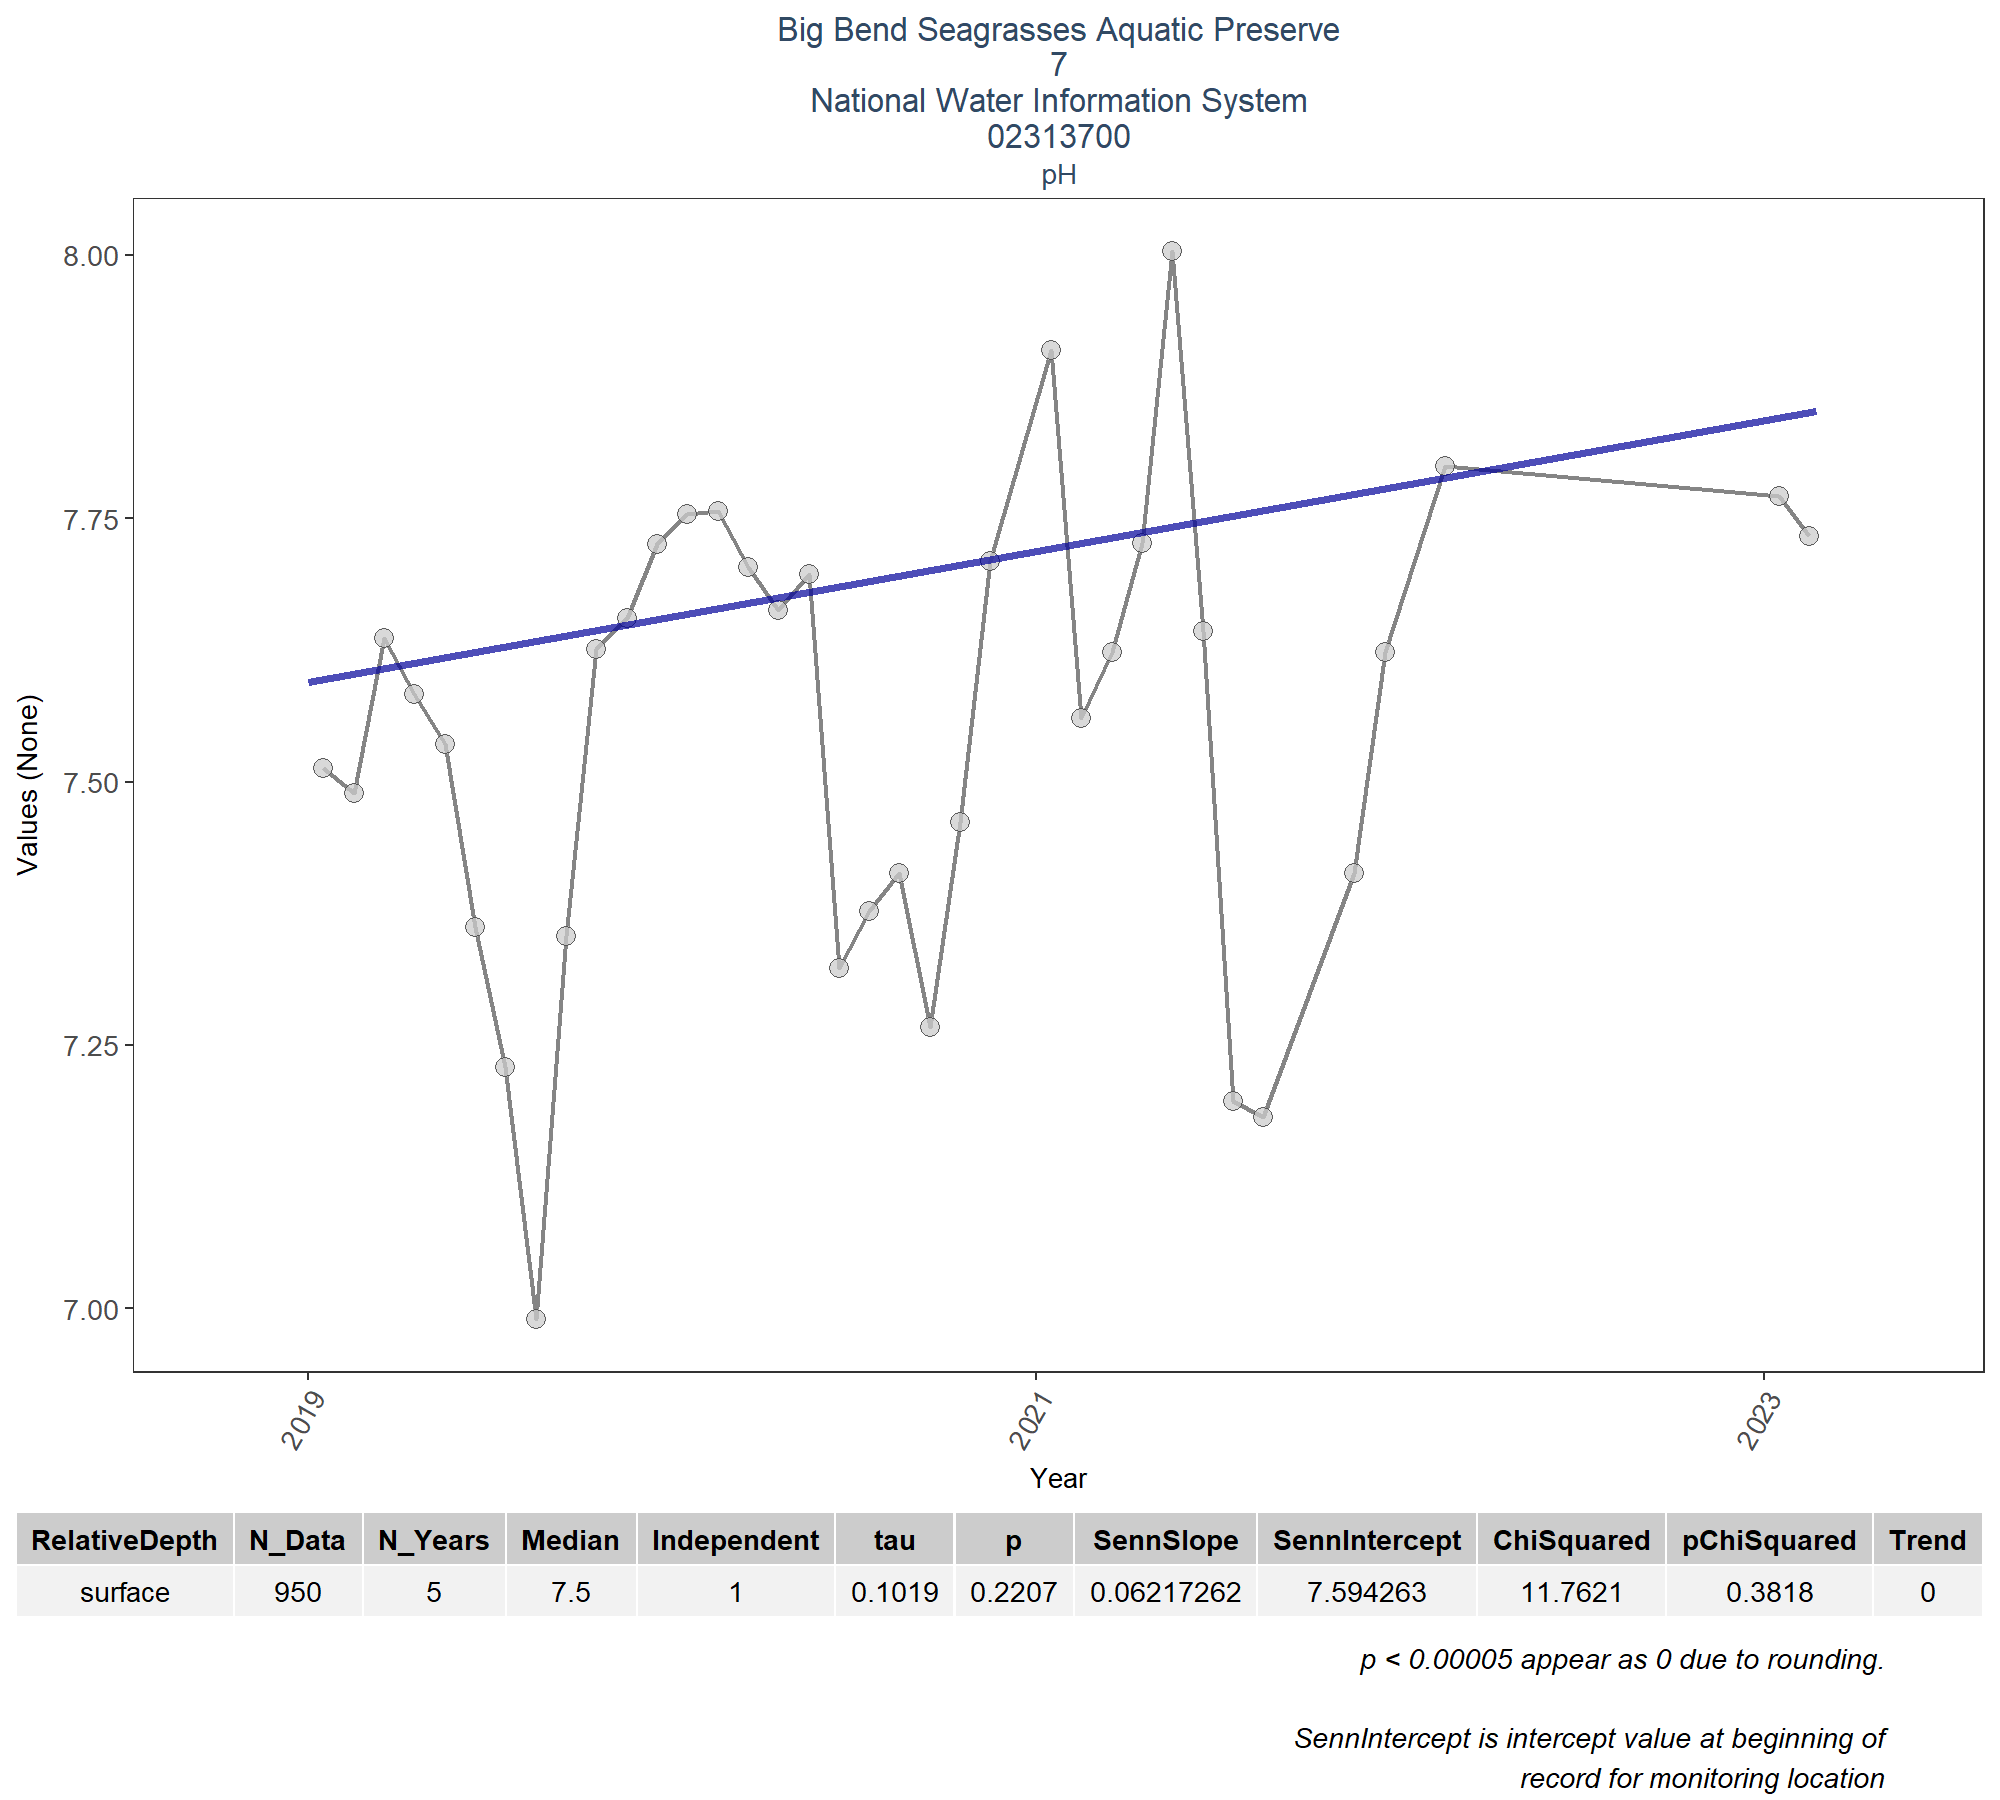 Big Bend Seagrasses Aquatic Preserve
7
National Water Information System
02313700
pH
8.00
7.75
7.50
7.25
7.00
Values (None)
2019 2021 2023
Year
RelativeDepth N_Data N_Years Median Independent tau p SennSlope SennIntercept ChiSquared pChiSquared Trend
surface 950 5 7.5 1 0.1019 0.2207 0.06217262 7.594263 11.7621 0.3818 0
p < 0.00005 appear as 0 due to rounding.
SennIntercept is intercept value at beginning of
record for monitoring location